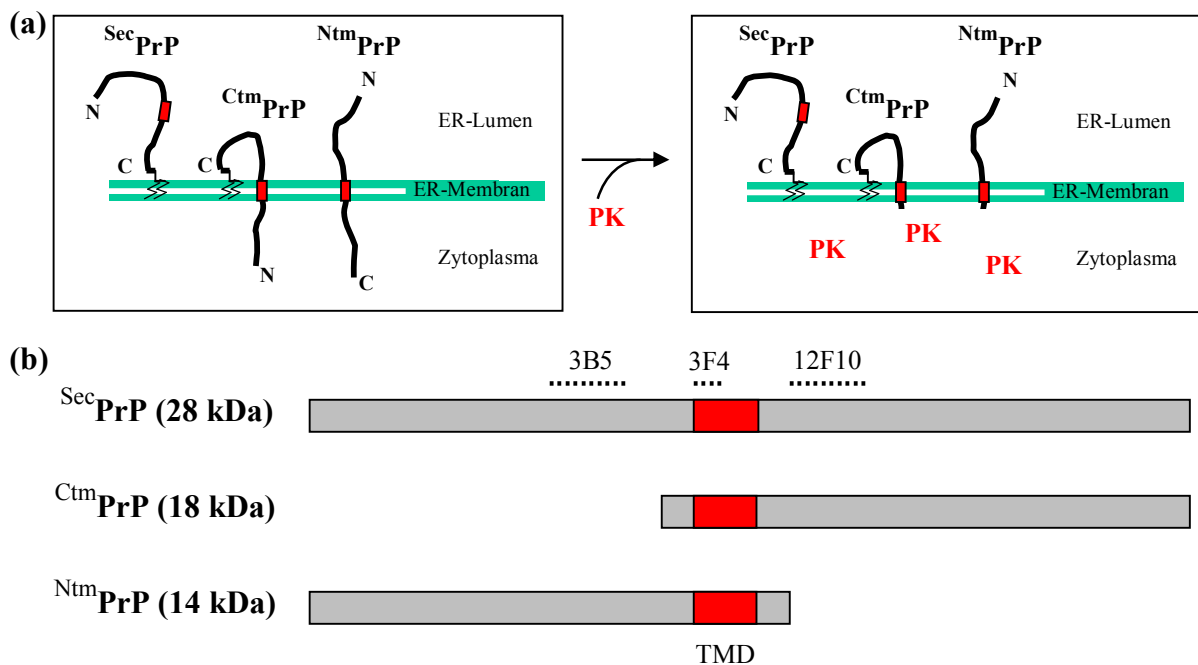 (a)
SecPrP
NtmPrP
CtmPrP
N
N
C
C
N
C
ER-Lumen
ER-Membran
Zytoplasma
PK
SecPrP
NtmPrP
CtmPrP
N
N
C
C
ER-Lumen
ER-Membran
Zytoplasma
PK
PK
PK
(b)
3B5 3F4 12F10
SecPrP (28 kDa)
CtmPrP (18 kDa)
NtmPrP (14 kDa)
TMD